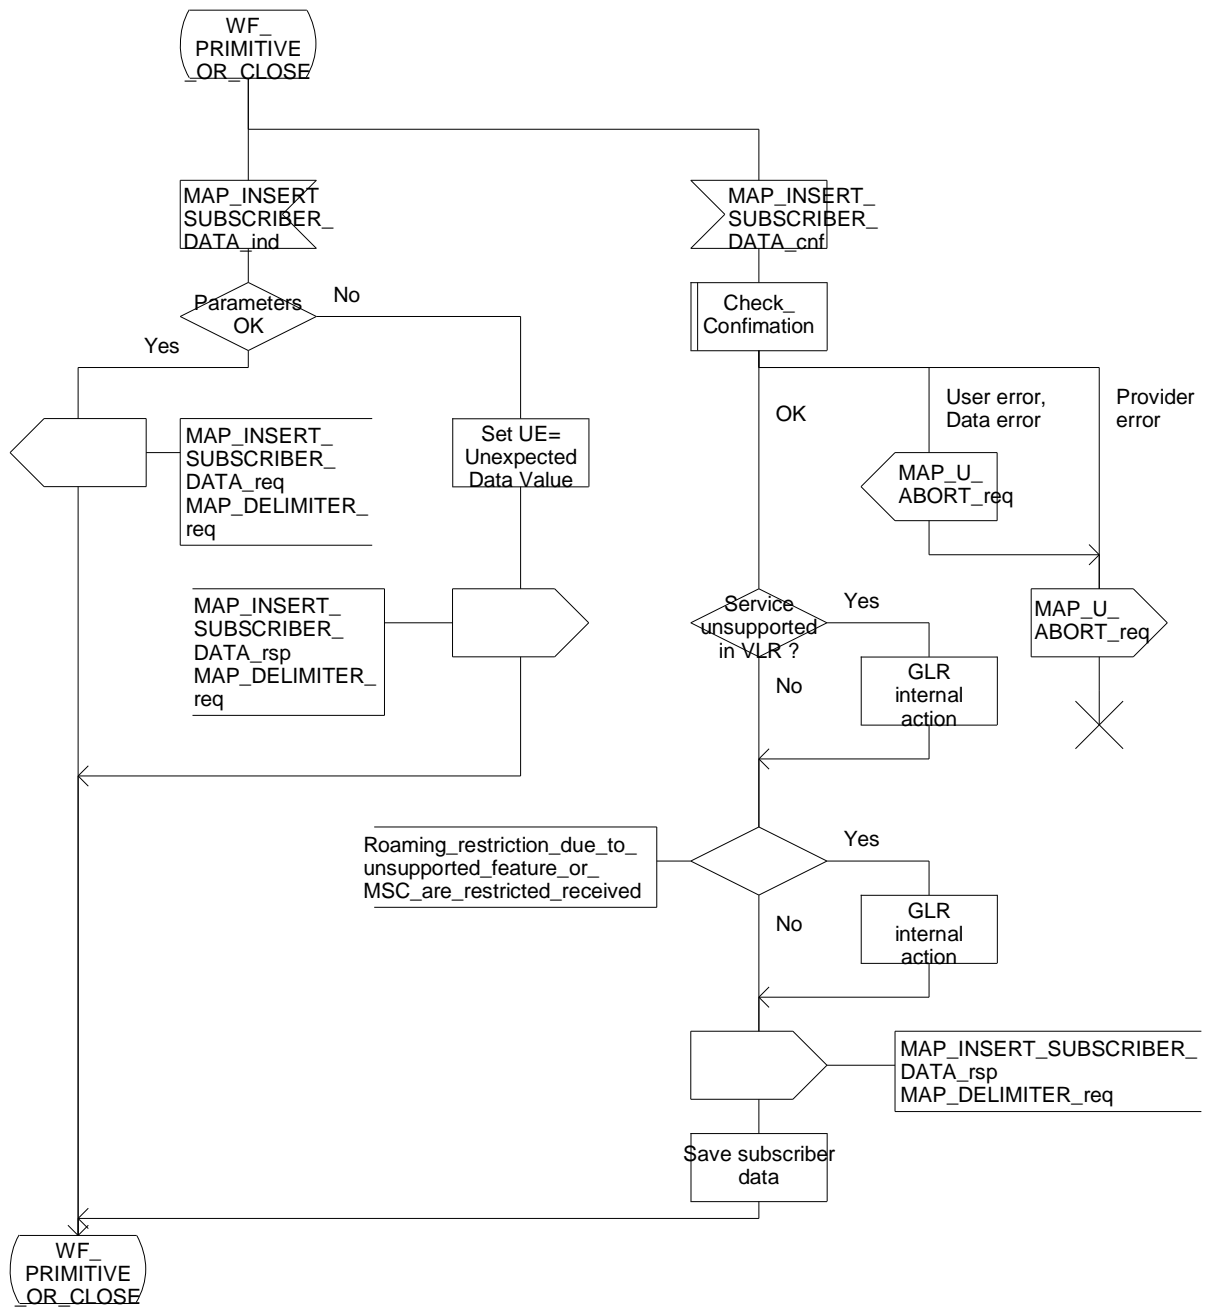 WF_
PRIMITIVE
_OR_CLOSE
MAP_INSERT
SUBSCRIBER_
DATA_ind
MAP_INSERT_
SUBSCRIBER_
DATA_cnf
Parameters
OK
No
Yes
Check_
Confimation
OK
User error,
Data error
Provider
error
MAP_INSERT_
SUBSCRIBER_
DATA_req
MAP_DELIMITER_
req
Set UE=
Unexpected
Data Value
MAP_U_
ABORT_req
MAP_INSERT_
SUBSCRIBER_
DATA_rsp
MAP_DELIMITER_
req
Service
unsupported
in VLR ?
Yes
No
MAP_U_
ABORT_req
GLR
internal
action
Roaming_restriction_due_to_
unsupported_feature_or_
MSC_are_restricted_received
Yes
No
GLR
internal
action
MAP_INSERT_SUBSCRIBER_
DATA_rsp
MAP_DELIMITER_req
Save subscriber
data
WF_
PRIMITIVE
_OR_CLOSE